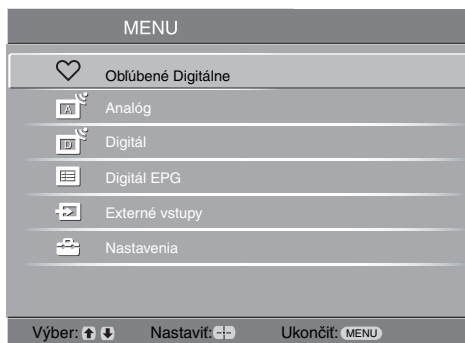 MENU
Obľúbené Digitálne
A Analóg
D Digitál
Digitál EPG
Externé vstupy
Nastavenia
Výber: Nastaviť: Ukončiť: MENU